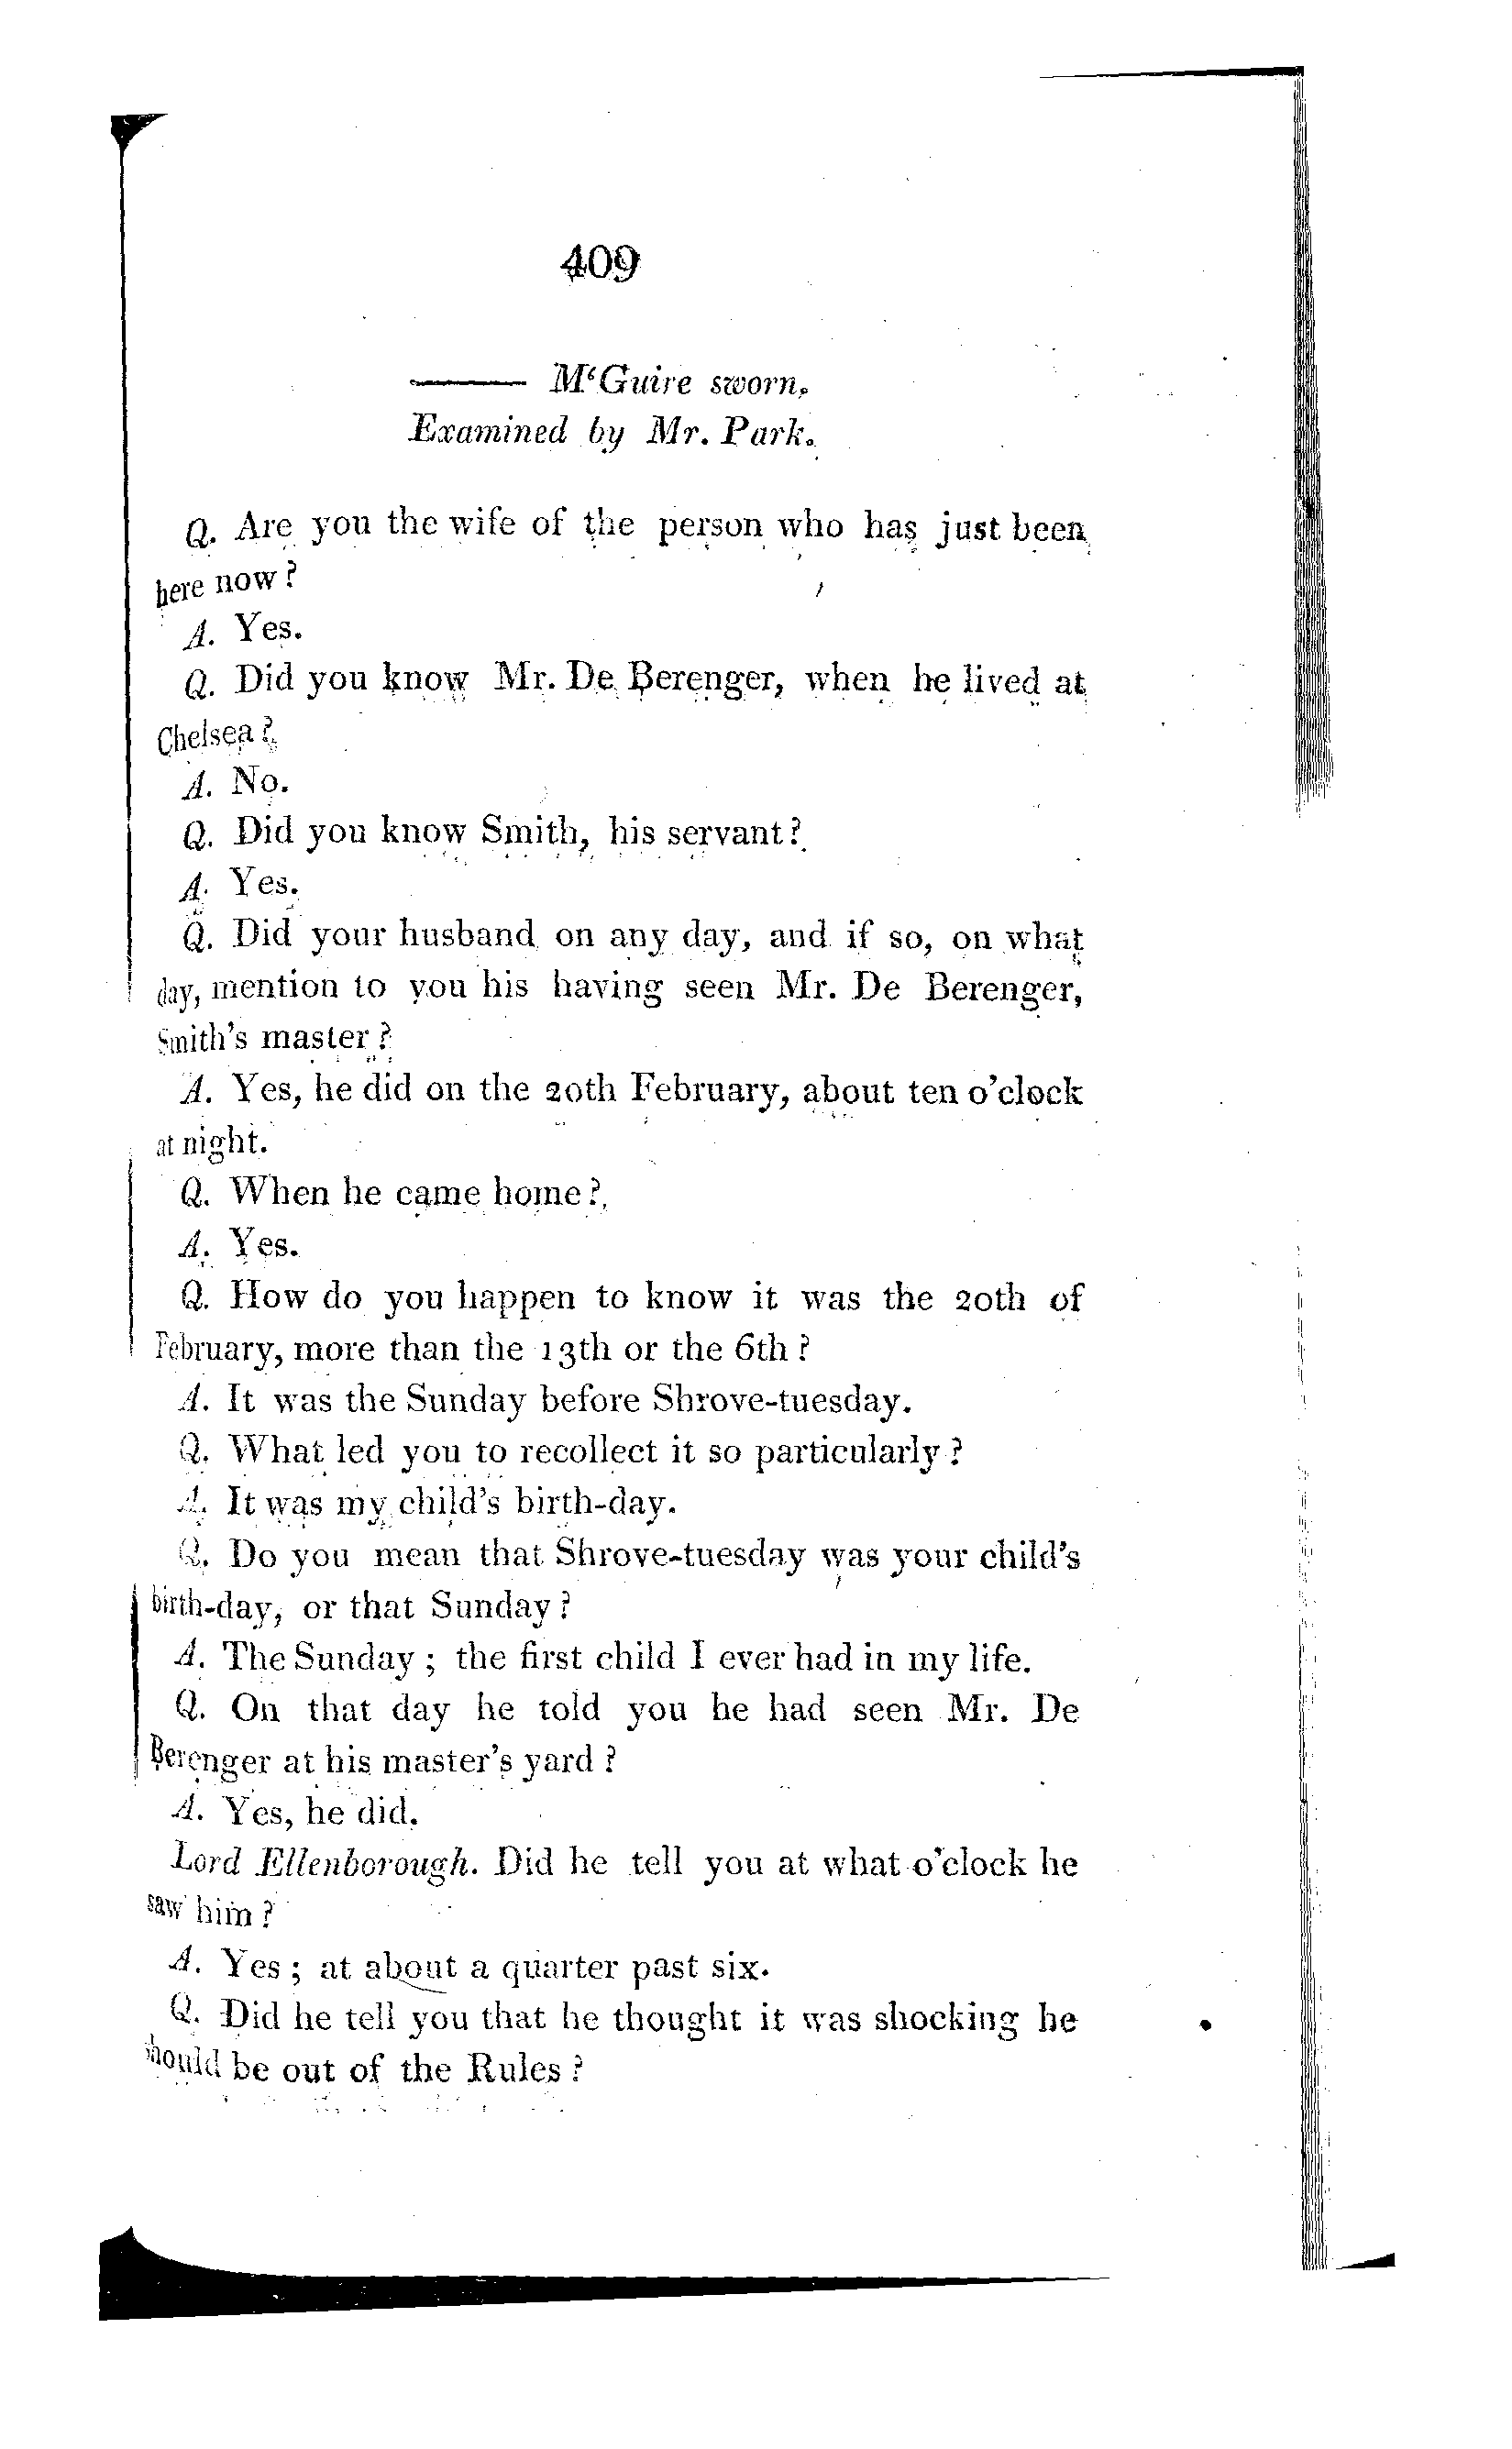 409
—— M‘Guire sworn.
Examined by Mr. Park.
Q. Are you the wife of the person who has just been
here now?
A. Yes.
Q. Did you know Mr. De Berenger, when he lived at
Chelsea?
A. No.
Q. Did you know Smith, his servant?
A. Yes.
Q. Did your husband on any day, and if so, on what
day, mention to you his having seen Mr. De Berenger,
Smith's master?
A. Yes, he did on the 20th February, about ten o'clock
at night.
Q. When he came home?
A. Yes.
Q. How do you happen to know it was the 20th of
February, more than the 13th or the 6th?
A. It was the Sunday before Shrove-tuesday.
Q. What led you to recollect it so particularly?
A. It was my child's birth-day.
Q. Do you mean that Shrove-tuesday was your child's
birth-day, or that Sunday?
A. The Sunday; the first child I ever had in my life.
Q. On that day he told you he had seen Mr. De
Berenger at his master's yard?
A. Yes, he did.
Lord Ellenborough. Did he tell you at what o'clock he
saw him?
A. Yes; at about a quarter past six.
Q. Did he tell you that he thought it was shocking he
should be out of the Rules?